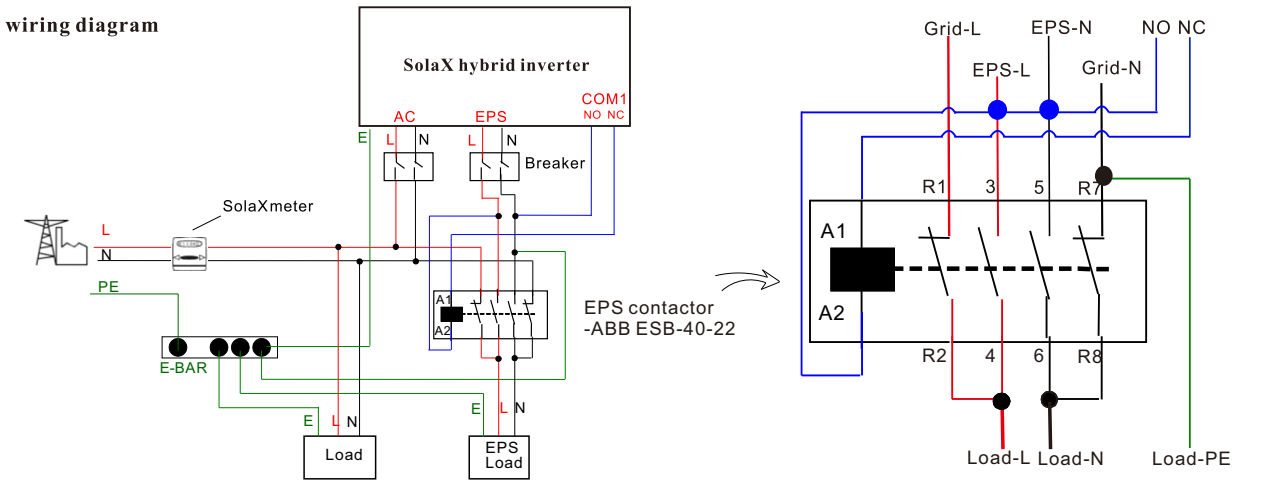 wiring diagram
SolaX hybrid inverter
COM1
AC
EPS
NO NC
E
L
N
L
N
Breaker
SolaXmeter
L
N
PE
E-BAR
A1
A2
EPS contactor
-ABB ESB-40-22
E
L
N
E
L
N
Load
EPS
Load
Grid-L
EPS-N
NO NC
EPS-L
Grid-N
R1
3
5
R7
A1
A2
R2
4
6
R8
Load-L
Load-N
Load-PE